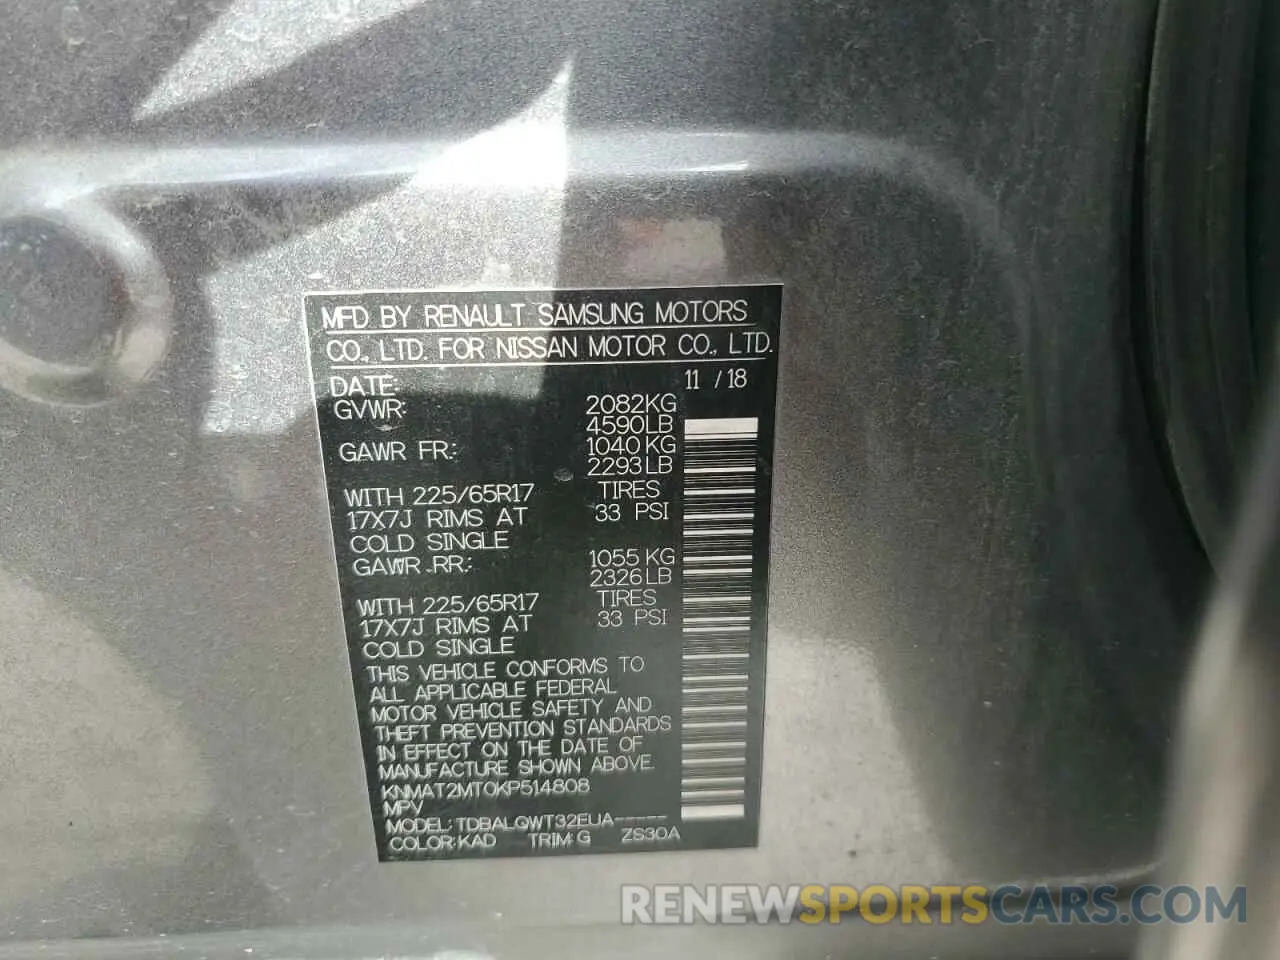 MFD BY RENAULT SAMSUNG MOTORS
CO., LTD. FOR NISSAN MOTOR CO., LTD.
DATE: 11 / 18
GVWR: 2082KG
4590LB
GAWR FR.: 1040KG
2293LB
WITH 225/65R17 TIRES
17X7J RIMS AT 33 PSI
COLD SINGLE
GAWR RR.: 1055KG
2326LB
WITH 225/65R17 TIRES
17X7J RIMS AT 33 PSI
COLD SINGLE
THIS VEHICLE CONFORMS TO
ALL APPLICABLE FEDERAL
MOTOR VEHICLE SAFETY AND
THEFT PREVENTION STANDARDS
IN EFFECT ON THE DATE OF
MANUFACTURE SHOWN ABOVE.
KNMAT2MT0KP514808
MPV
MODEL:TDBALQWT32EUA-----
COLOR:KAD TRIM:G ZS30A
RENEWSPORTSCARS.COM